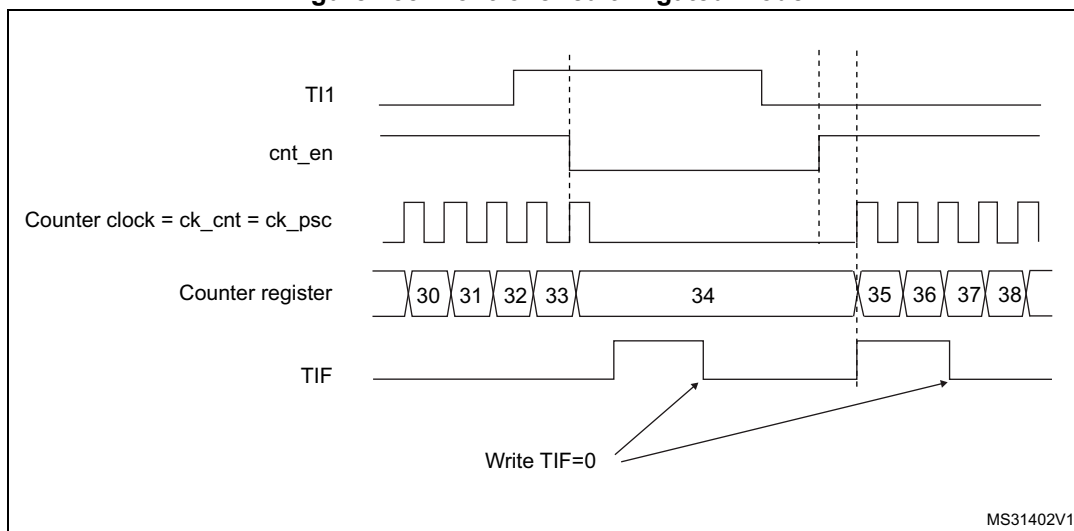 TI1
cnt_en
Counter clock = ck_cnt = ck_psc
Counter register
30 31 32 33 34 35 36 37 38
TIF
Write TIF=0
MS31402V1